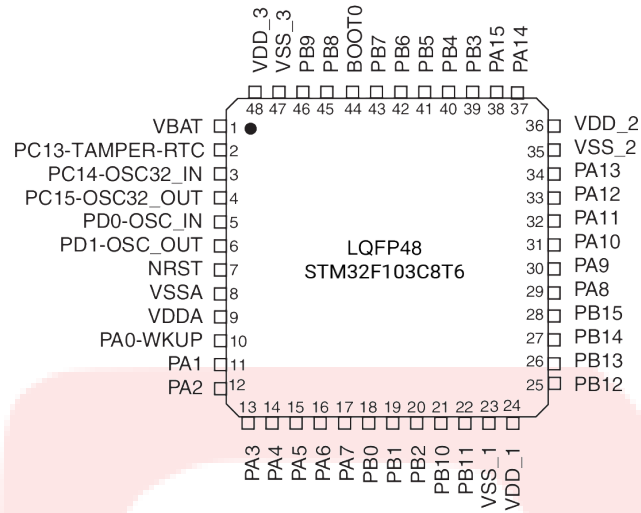 VDD_3
VSS_3
PB9
PB8
BOOT0
PB7
PB6
PB5
PB4
PB3
PA15
PA14
48 47 46 45 44 43 42 41 40 39 38 37
VBAT 1
PC13-TAMPER-RTC 2
PC14-OSC32_IN 3
PC15-OSC32_OUT 4
PD0-OSC_IN 5
PD1-OSC_OUT 6
NRST 7
VSSA 8
VDDA 9
PA0-WKUP 10
PA1 11
PA2 12
LQFP48
STM32F103C8T6
36 VDD_2
35 VSS_2
34 PA13
33 PA12
32 PA11
31 PA10
30 PA9
29 PA8
28 PB15
27 PB14
26 PB13
25 PB12
13 14 15 16 17 18 19 20 21 22 23 24
PA3
PA4
PA5
PA6
PA7
PB0
PB1
PB2
PB10
PB11
VSS_1
VDD_1